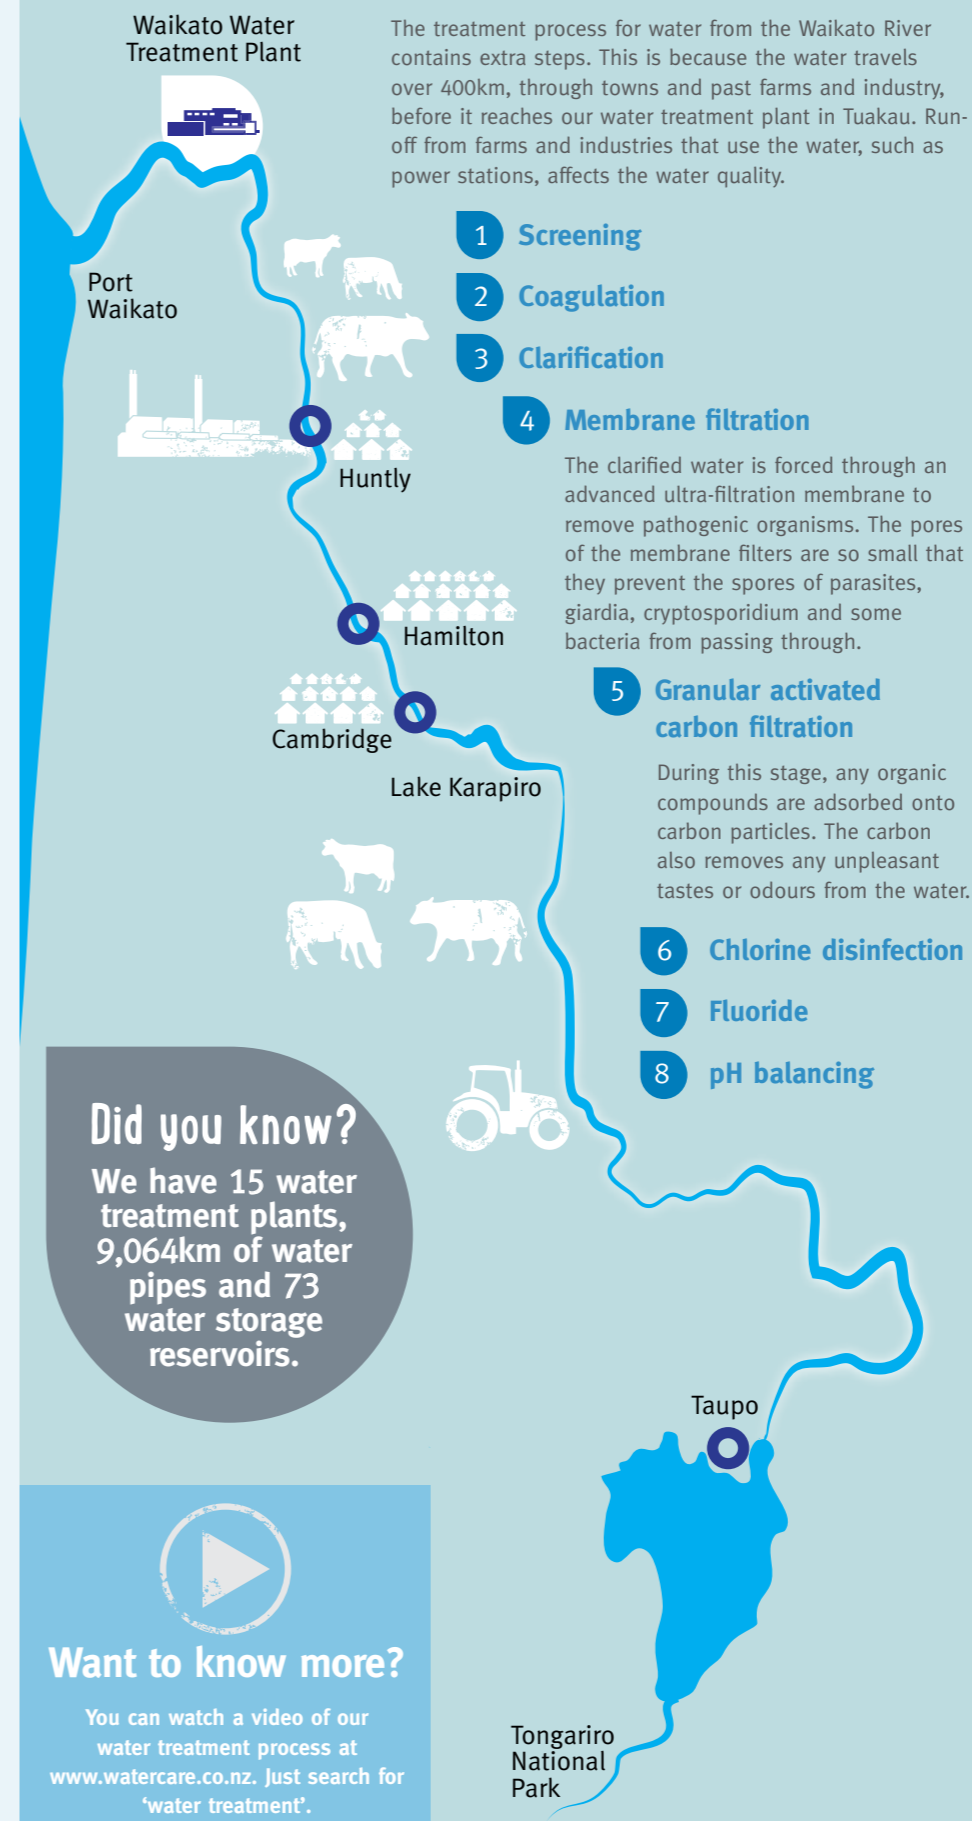 Waikato Water
Treatment Plant
The treatment process for water from the Waikato River
contains extra steps. This is because the water travels
over 400km, through towns and past farms and industry,
before it reaches our water treatment plant in Tuakau. Run-
off from farms and industries that use the water, such as
power stations, affects the water quality.
1 Screening
2 Coagulation
3 Clarification
4 Membrane filtration
The clarified water is forced through an
advanced ultra-filtration membrane to
remove pathogenic organisms. The pores
of the membrane filters are so small that
they prevent the spores of parasites,
giardia, cryptosporidium and some
bacteria from passing through.
5 Granular activated
carbon filtration
During this stage, any organic
compounds are adsorbed onto
carbon particles. The carbon
also removes any unpleasant
tastes or odours from the water.
6 Chlorine disinfection
7 Fluoride
8 pH balancing
Port
Waikato
Huntly
Hamilton
Cambridge
Lake Karapiro
Did you know?
We have 15 water
treatment plants,
9,064km of water
pipes and 73
water storage
reservoirs.
Taupo
Tongariro
National
Park
Want to know more?
You can watch a video of our
water treatment process at
www.watercare.co.nz. Just search for
‘water treatment’.